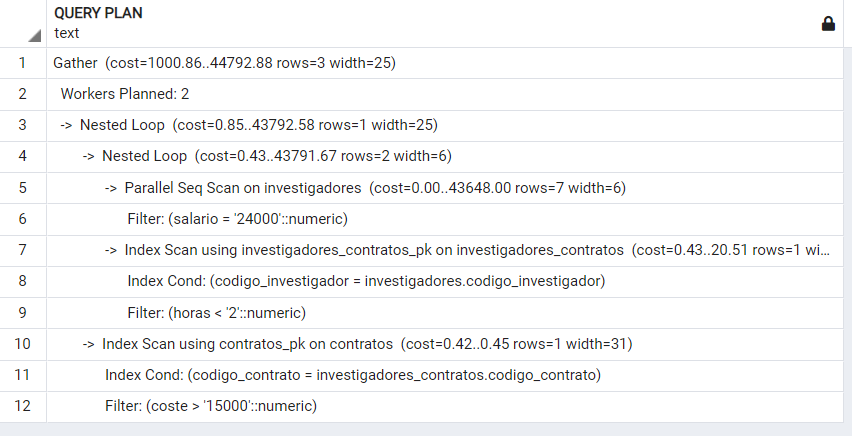 QUERY PLAN
text
1 Gather (cost=1000.86..44792.88 rows=3 width=25)
2 Workers Planned: 2
3 -> Nested Loop (cost=0.85..43792.58 rows=1 width=25)
4 -> Nested Loop (cost=0.43..43791.67 rows=2 width=6)
5 -> Parallel Seq Scan on investigadores (cost=0.00..43648.00 rows=7 width=6)
6 Filter: (salario = '24000'::numeric)
7 -> Index Scan using investigadores_contratos_pk on investigadores_contratos (cost=0.43..20.51 rows=1 wi...
8 Index Cond: (codigo_investigador = investigadores.codigo_investigador)
9 Filter: (horas < '2'::numeric)
10 -> Index Scan using contratos_pk on contratos (cost=0.42..0.45 rows=1 width=31)
11 Index Cond: (codigo_contrato = investigadores_contratos.codigo_contrato)
12 Filter: (coste > '15000'::numeric)